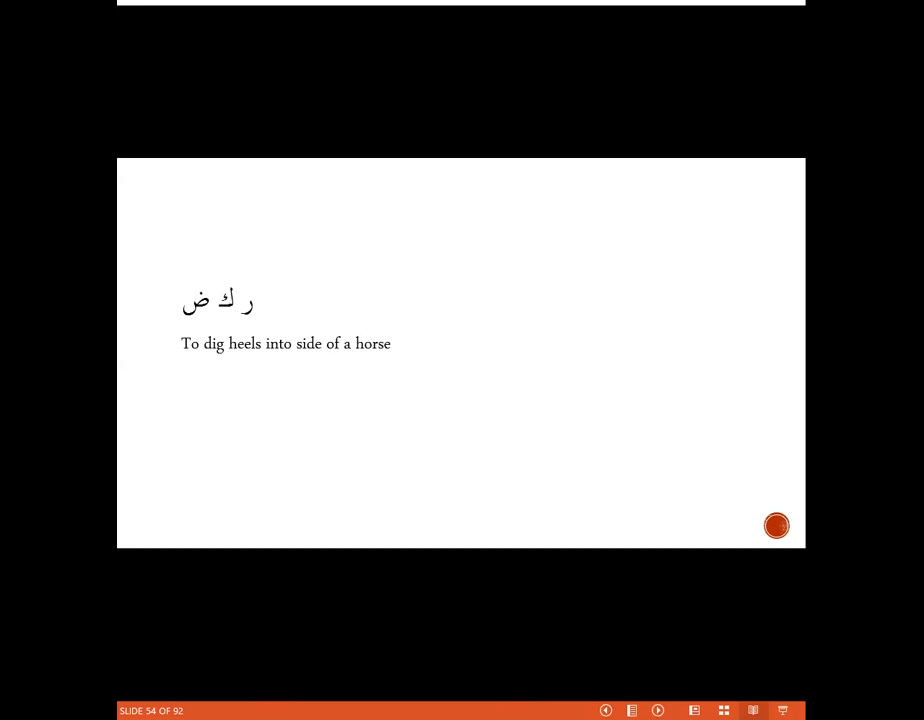 ر ك ض
To dig heels into side of a horse
SLIDE 54 OF 92